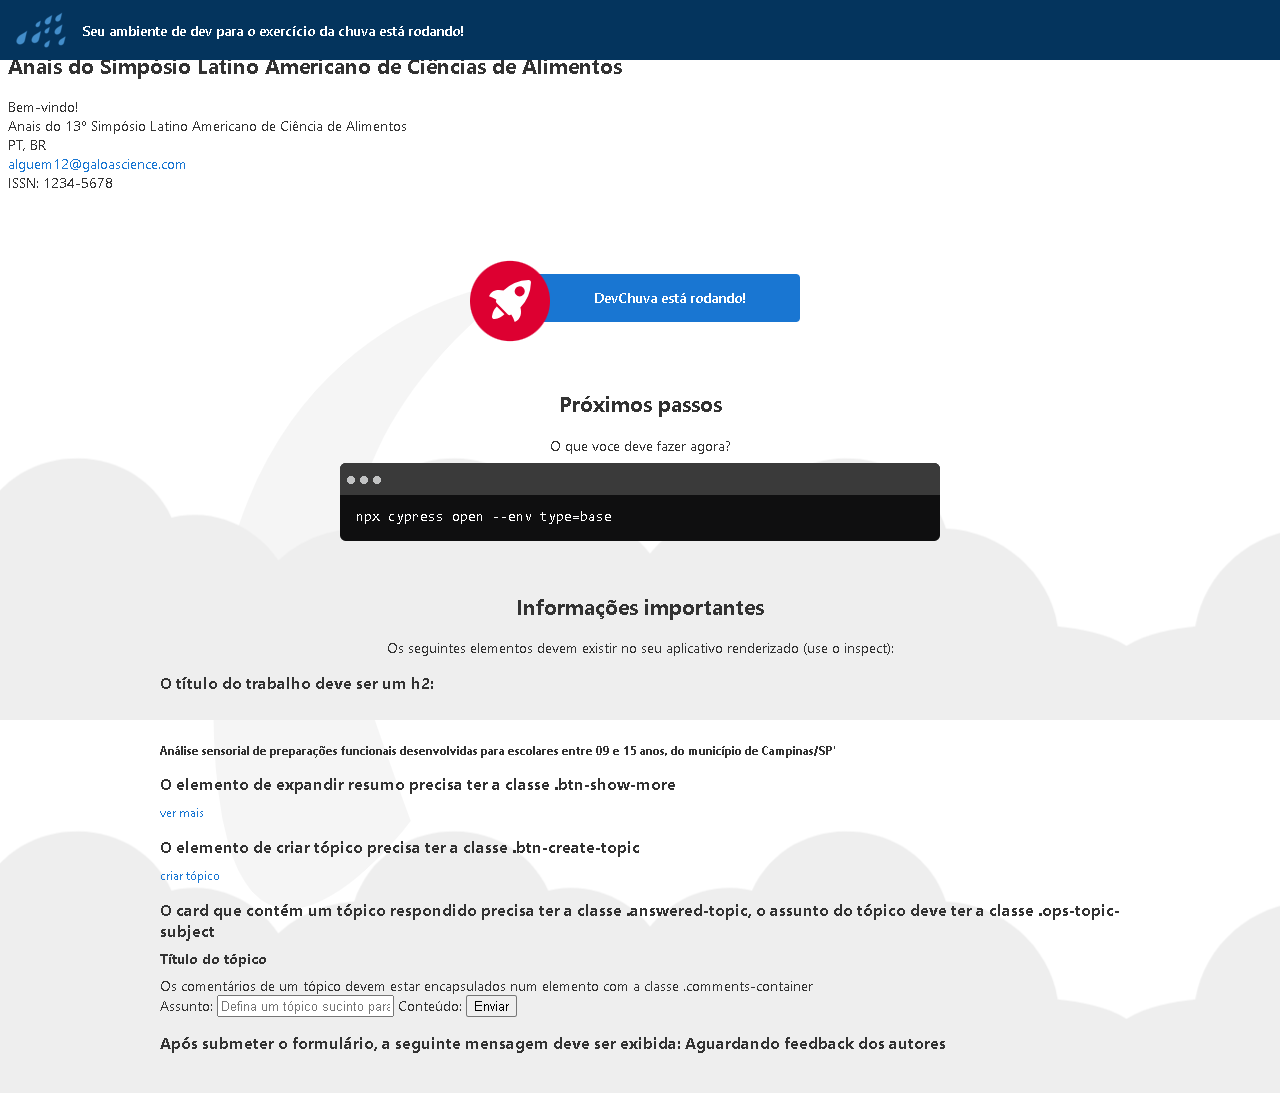 Seu ambiente de dev para o exercício da chuva está rodando!
Anais do Simpósio Latino Americano de Ciências de Alimentos
Bem-vindo!
Anais do 13º Simpósio Latino Americano de Ciência de Alimentos
PT, BR
alguem12@galoascience.com
ISSN: 1234-5678
DevChuva está rodando!
Próximos passos
O que voce deve fazer agora?
npx cypress open --env type=base
Informações importantes
Os seguintes elementos devem existir no seu aplicativo renderizado (use o inspect):
O título do trabalho deve ser um h2:
Análise sensorial de preparações funcionais desenvolvidas para escolares entre 09 e 15 anos, do município de Campinas/SP'
O elemento de expandir resumo precisa ter a classe .btn-show-more
ver mais
O elemento de criar tópico precisa ter a classe .btn-create-topic
criar tópico
O card que contém um tópico respondido precisa ter a classe .answered-topic, o assunto do tópico deve ter a classe .ops-topic-
subject
Título do tópico
Os comentários de um tópico devem estar encapsulados num elemento com a classe .comments-container
Assunto: Defina um tópico sucinto para Conteúdo: Enviar
Após submeter o formulário, a seguinte mensagem deve ser exibida: Aguardando feedback dos autores